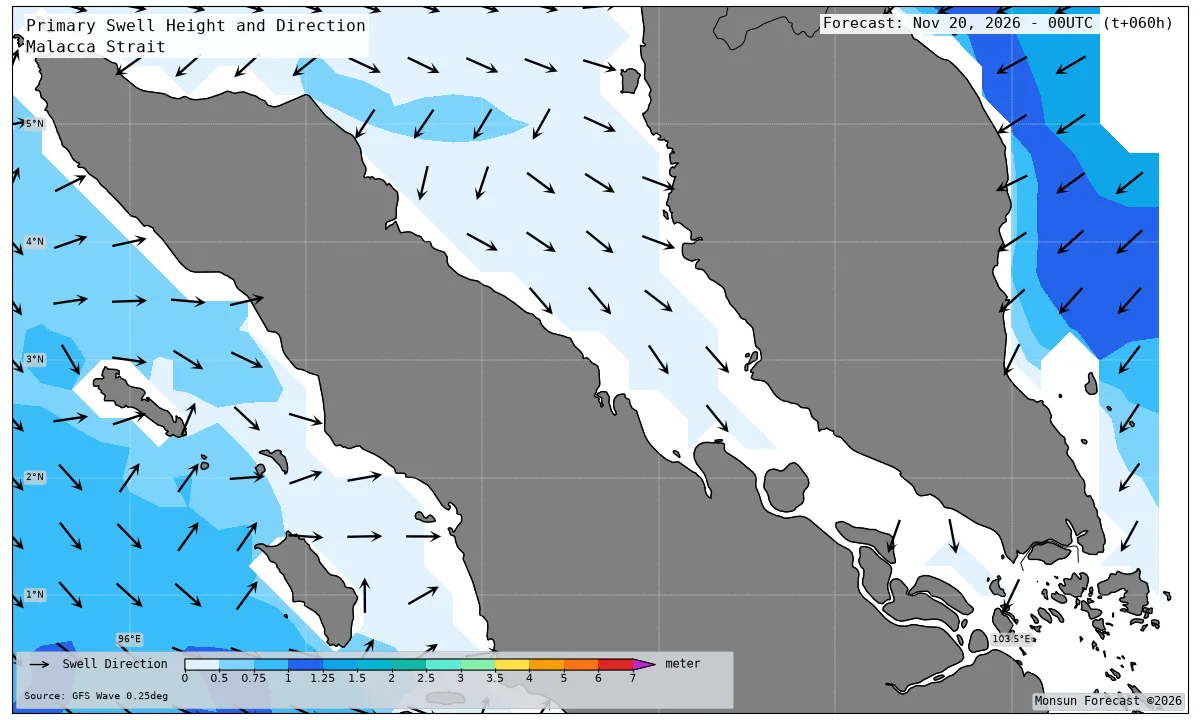 Primary Swell Height and Direction
Malacca Strait
Forecast: Nov 20, 2026 - 00UTC (t+060h)
5°N
4°N
3°N
2°N
1°N
96°E
103.5°E
Swell Direction
meter
0 0.5 0.75 1 1.25 1.5 2 2.5 3 3.5 4 5 6 7
Source: GFS Wave 0.25deg
Monsun Forecast ©2026